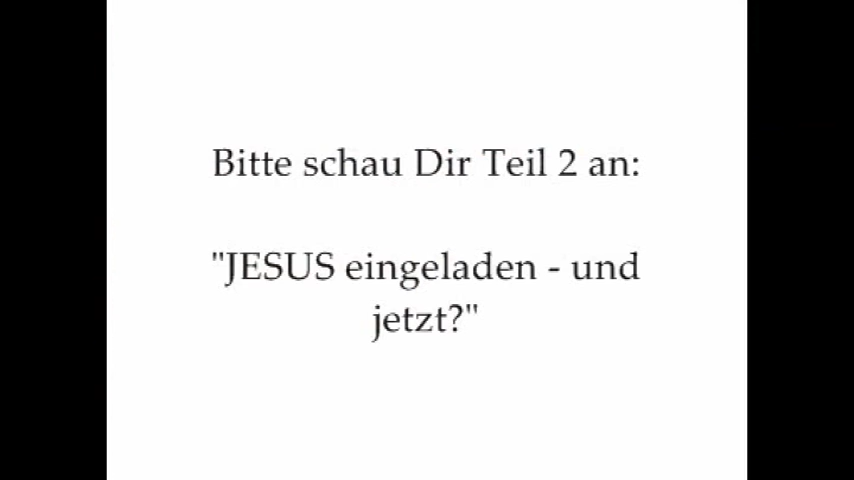 Bitte schau Dir Teil 2 an:
"JESUS eingeladen - und
jetzt?"